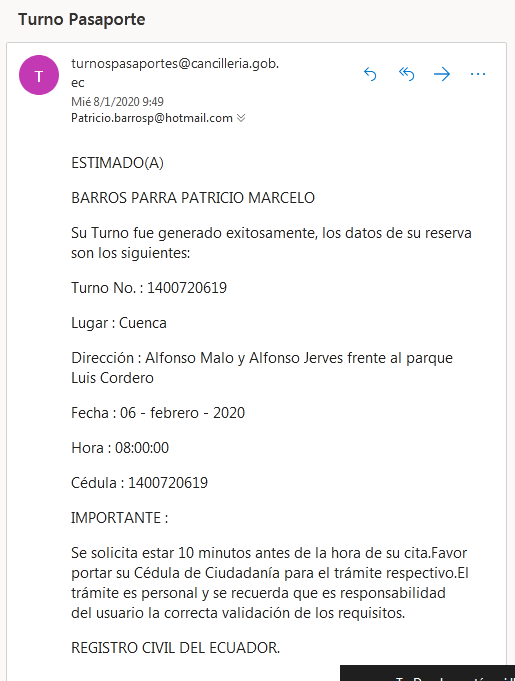 Turno Pasaporte
T
turnospasaportes@cancilleria.gob.
ec
Mié 8/1/2020 9:49
Patricio.barrosp@hotmail.com
ESTIMADO(A)
BARROS PARRA PATRICIO MARCELO
Su Turno fue generado exitosamente, los datos de su reserva
son los siguientes:
Turno No. : 1400720619
Lugar : Cuenca
Dirección : Alfonso Malo y Alfonso Jerves frente al parque
Luis Cordero
Fecha : 06 - febrero - 2020
Hora : 08:00:00
Cédula : 1400720619
IMPORTANTE :
Se solicita estar 10 minutos antes de la hora de su cita.Favor
portar su Cédula de Ciudadanía para el trámite respectivo.El
trámite es personal y se recuerda que es responsabilidad
del usuario la correcta validación de los requisitos.
REGISTRO CIVIL DEL ECUADOR.